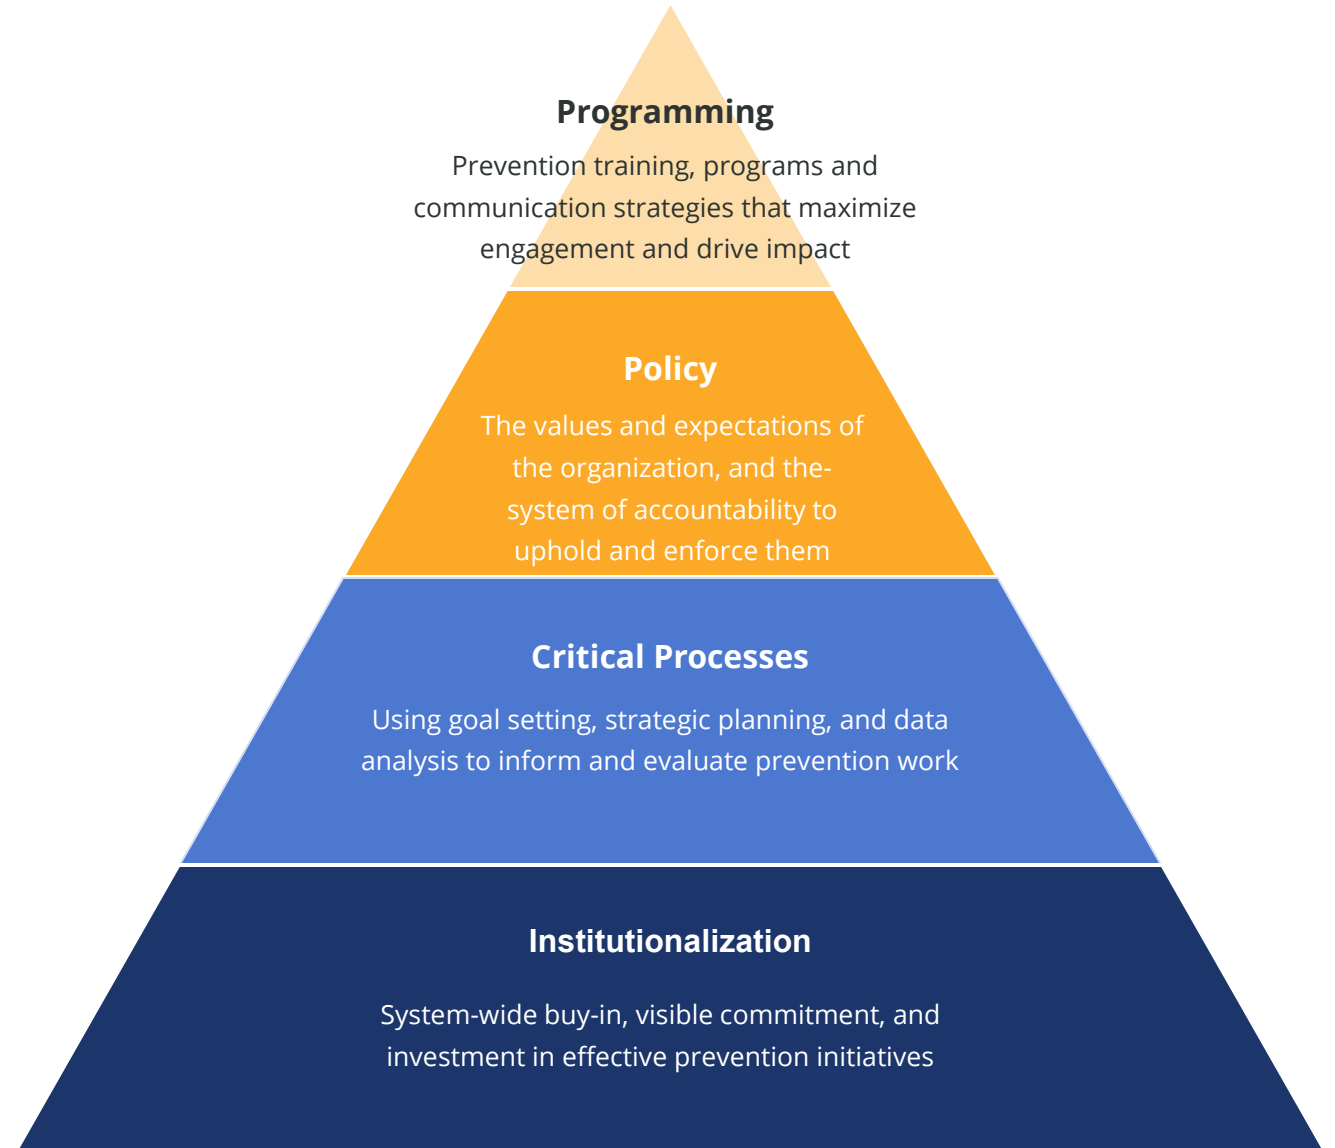 Programming
Prevention training, programs and
communication strategies that maximize
engagement and drive impact
Policy
The values and expectations of
the organization, and the-
system of accountability to
uphold and enforce them
Critical Processes
Using goal setting, strategic planning, and data
analysis to inform and evaluate prevention work
Institutionalization
System-wide buy-in, visible commitment, and
investment in effective prevention initiatives